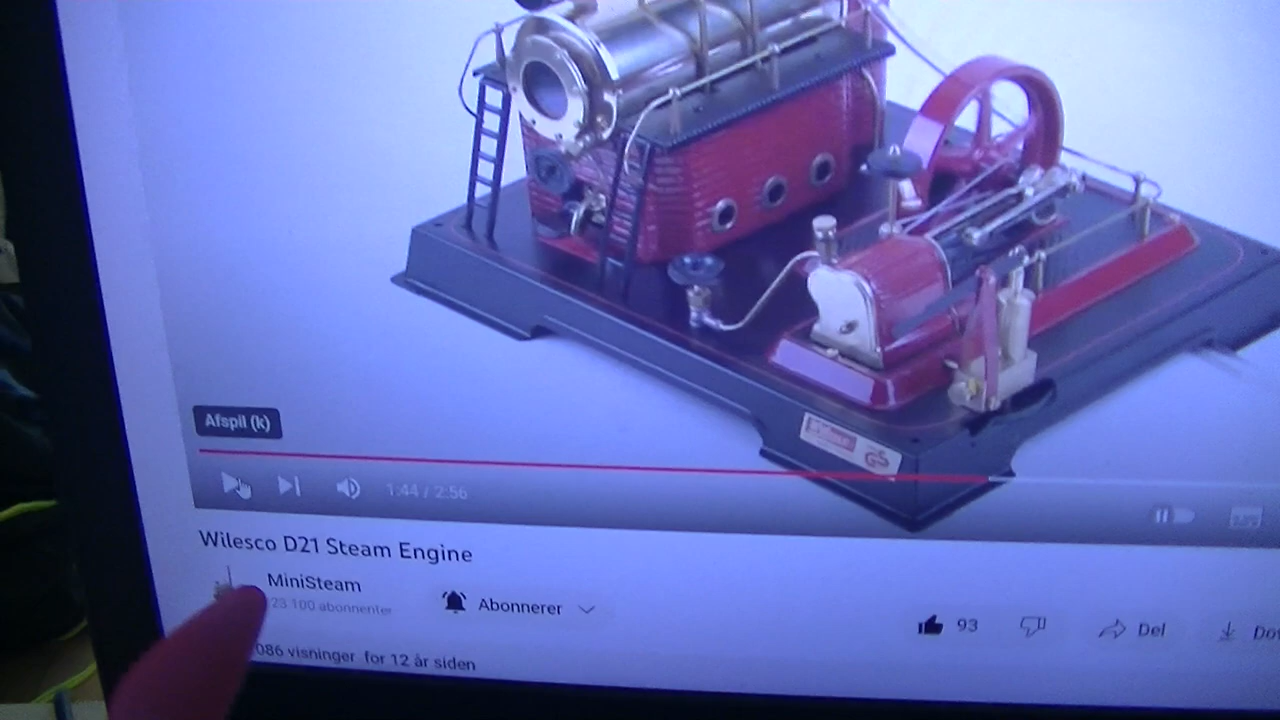 Afspil (k)
1:44 / 2:56
Wilesco D21 Steam Engine
MiniSteam
23.100 abonnenter
Abonnerer
93
Del
086 visninger for 12 år siden